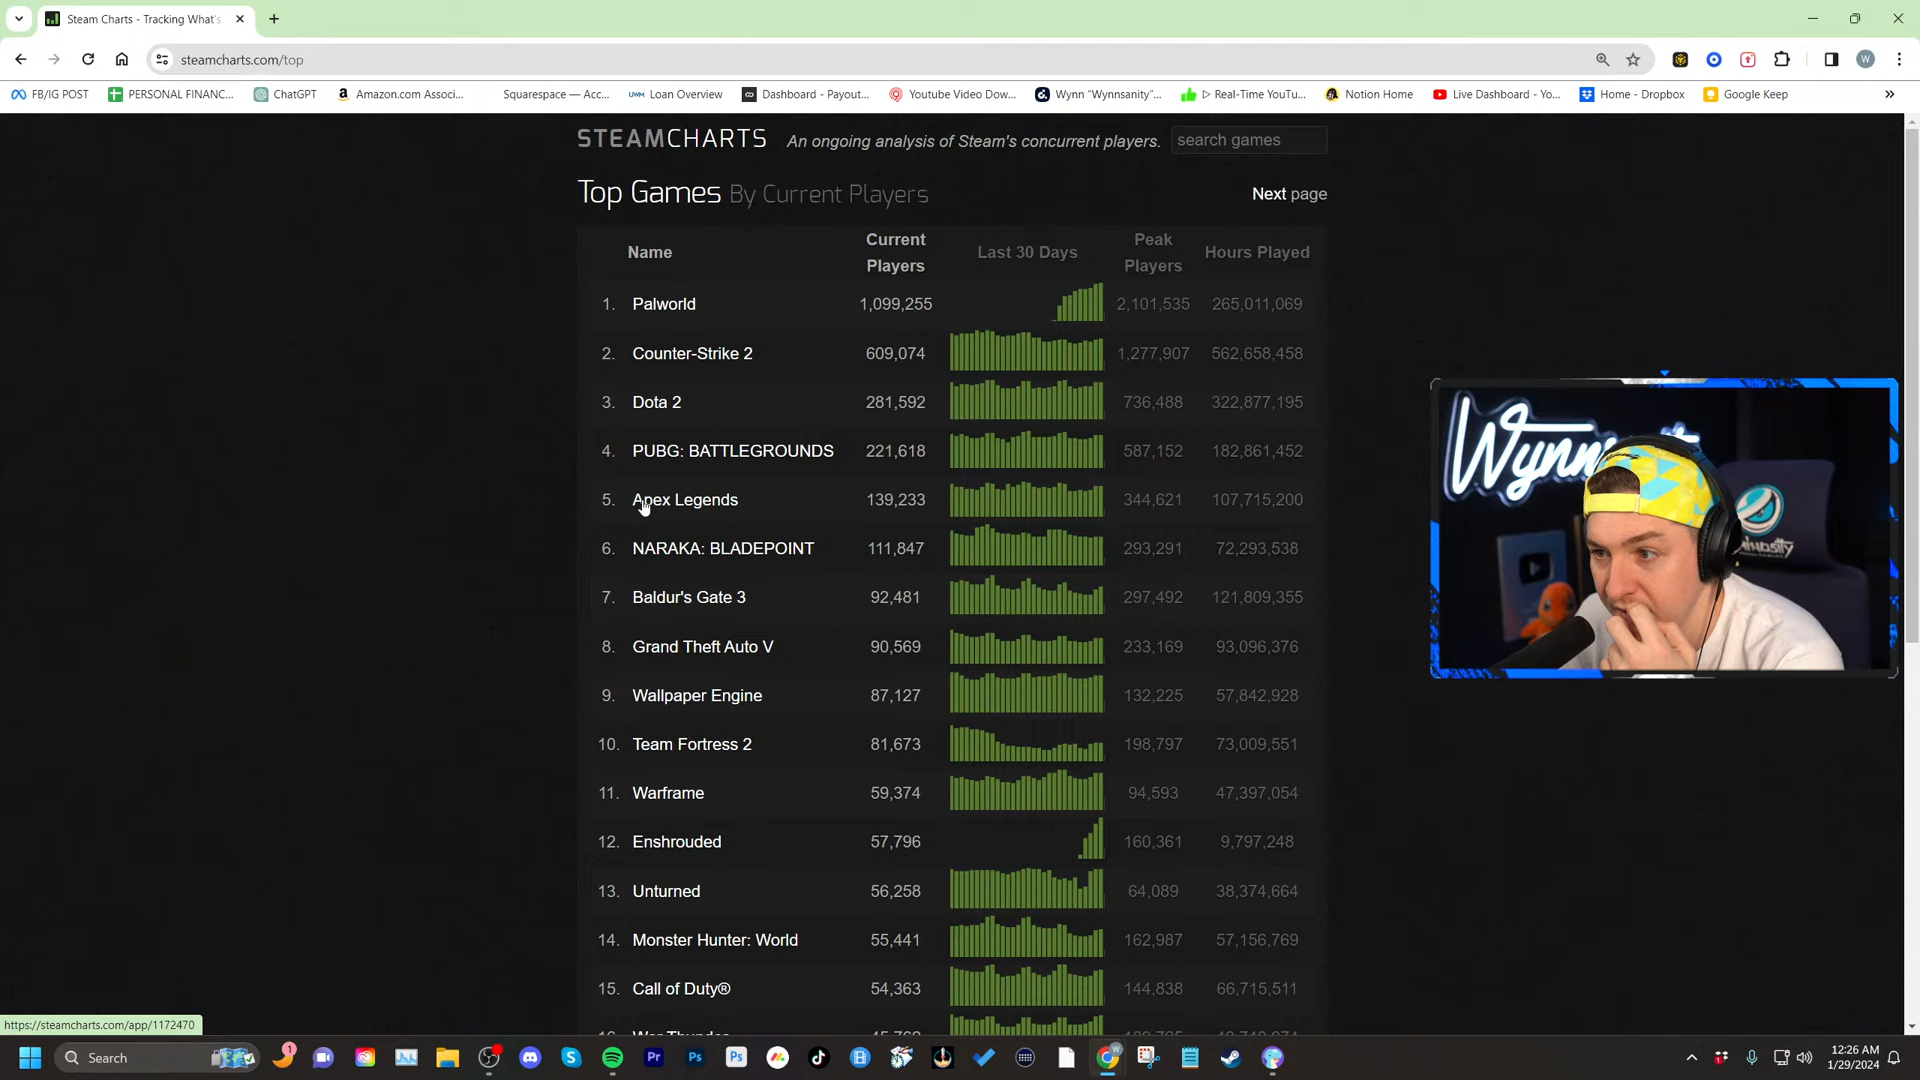 Steam Charts - Tracking What's
steamcharts.com/top
W
FB/IG POST
PERSONAL FINANC...
ChatGPT
Amazon.com Associ...
Squarespace — Acc...
UWM Loan Overview
Dashboard - Payout...
Youtube Video Dow...
Wynn "Wynnsanity"...
▷ Real-Time YouTu...
Notion Home
Live Dashboard - Yo...
Home - Dropbox
Google Keep
»
STEAMCHARTS An ongoing analysis of Steam's concurrent players. search games
Top Games By Current Players Next page
Name Current Players Last 30 Days Peak Players Hours Played
1. Palworld 1,099,255 2,101,535 265,011,069
2. Counter-Strike 2 609,074 1,277,907 562,658,458
3. Dota 2 281,592 736,488 322,877,195
4. PUBG: BATTLEGROUNDS 221,618 587,152 182,861,452
5. Apex Legends 139,233 344,621 107,715,200
6. NARAKA: BLADEPOINT 111,847 293,291 72,293,538
7. Baldur's Gate 3 92,481 297,492 121,809,355
8. Grand Theft Auto V 90,569 233,169 93,096,376
9. Wallpaper Engine 87,127 132,225 57,842,928
10. Team Fortress 2 81,673 198,797 73,009,551
11. Warframe 59,374 94,593 47,397,054
12. Enshrouded 57,796 160,361 9,797,248
13. Unturned 56,258 64,089 38,374,664
14. Monster Hunter: World 55,441 162,987 57,156,769
15. Call of Duty® 54,363 144,838 66,715,511
https://steamcharts.com/app/1172470
Search
1
Pr
Ps
Ps
12:26 AM
1/29/2024